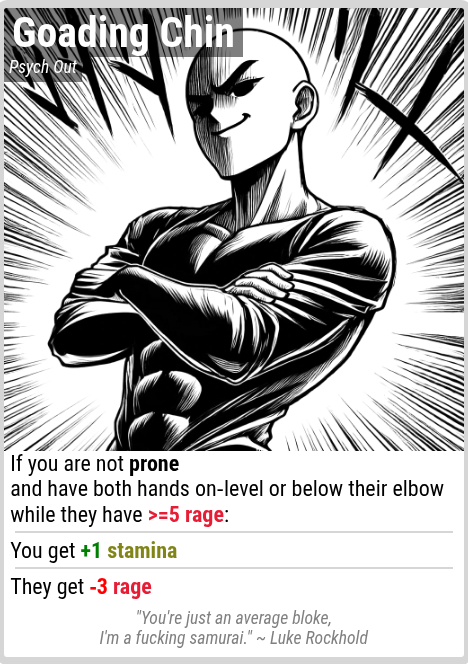 Goading Chin
Psych Out
If you are not prone
and have both hands on-level or below their elbow
while they have >=5 rage:
You get +1 stamina
They get -3 rage
"You're just an average bloke,
I'm a fucking samurai." ~ Luke Rockhold